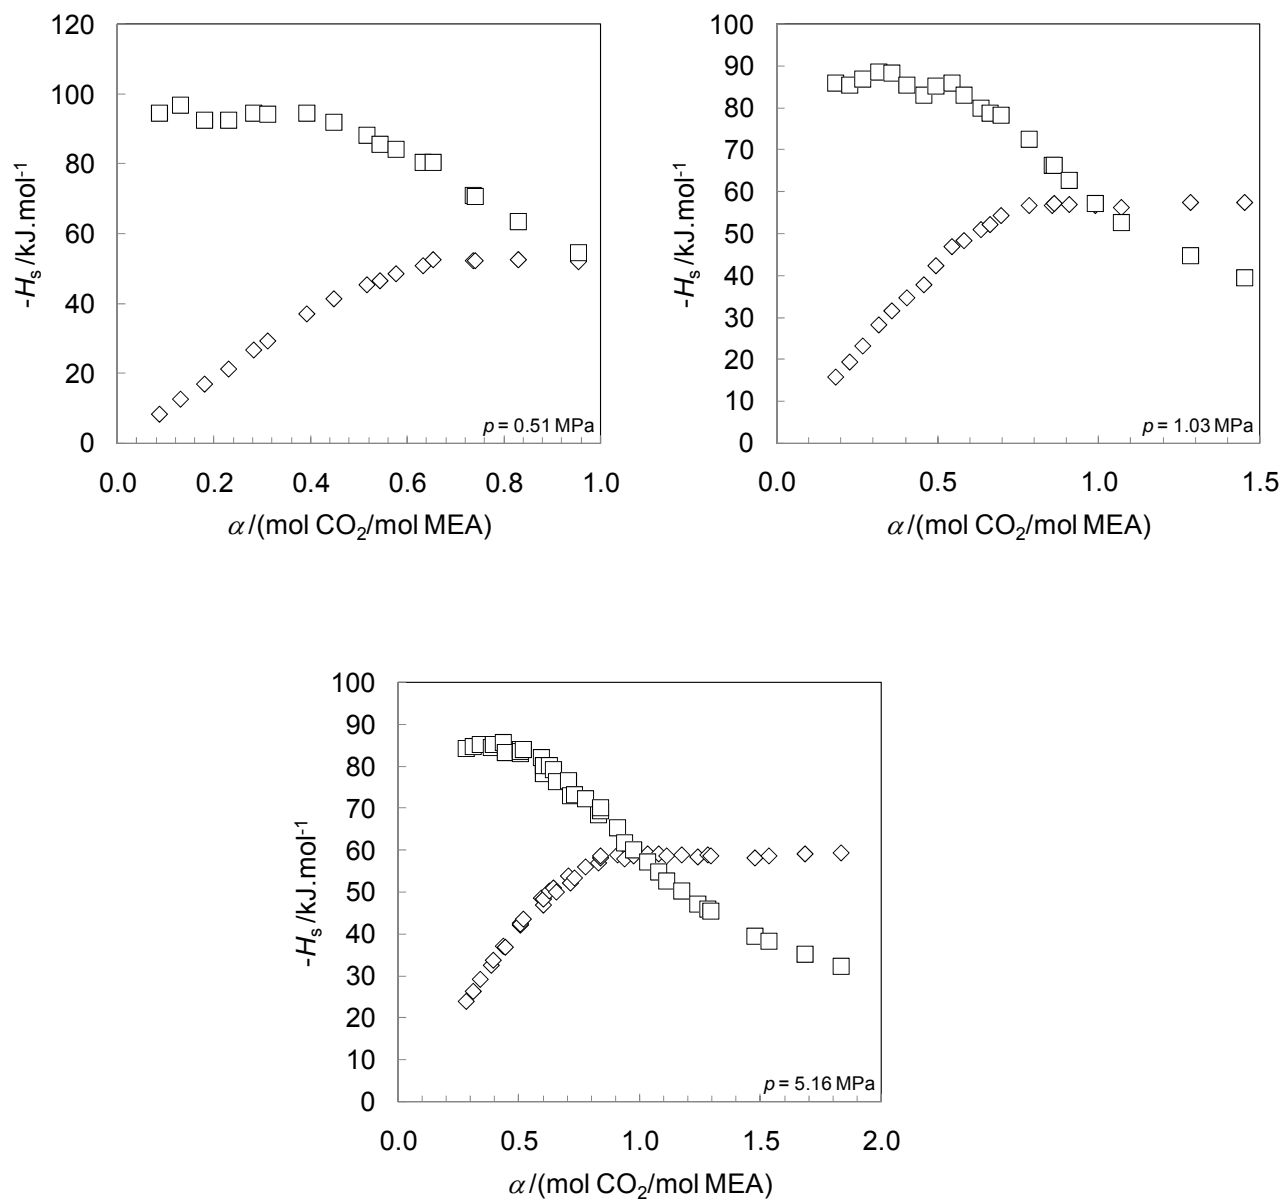 120
100
80
60
40
20
0
-Hs /kJ.mol-1
p = 0.51 MPa
0.0 0.2 0.4 0.6 0.8 1.0
α/(mol CO2/mol MEA)
100
90
80
70
60
50
40
30
20
10
0
-Hs /kJ.mol-1
p = 1.03 MPa
0.0 0.5 1.0 1.5
α/(mol CO2/mol MEA)
100
90
80
70
60
50
40
30
20
10
0
-Hs /kJ.mol-1
p = 5.16 MPa
0.0 0.5 1.0 1.5 2.0
α/(mol CO2/mol MEA)